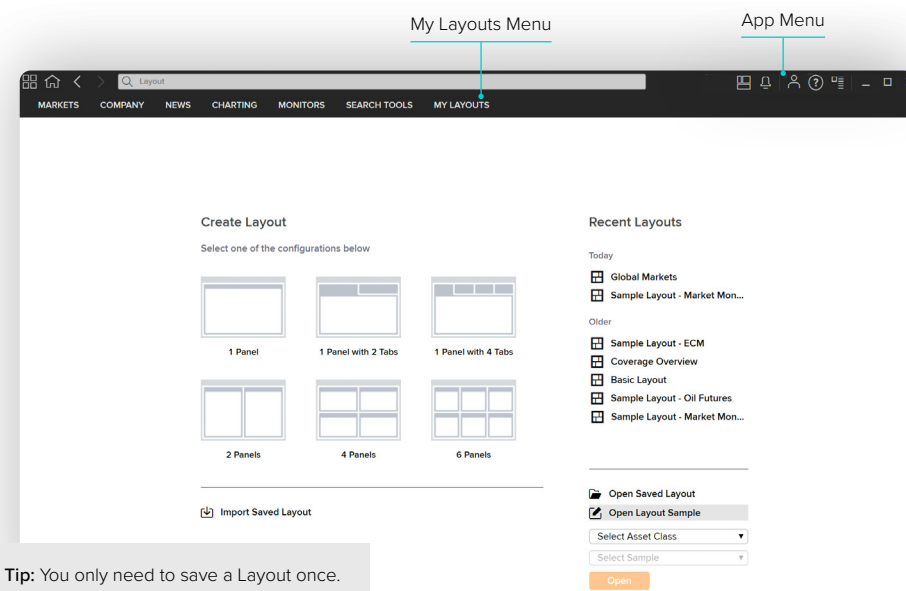 My Layouts Menu
App Menu
Layout
MARKETS COMPANY NEWS CHARTING MONITORS SEARCH TOOLS MY LAYOUTS
Create Layout
Select one of the configurations below
1 Panel
1 Panel with 2 Tabs
1 Panel with 4 Tabs
2 Panels
4 Panels
6 Panels
Import Saved Layout
Recent Layouts
Today
Global Markets
Sample Layout - Market Mon...
Older
Sample Layout - ECM
Coverage Overview
Basic Layout
Sample Layout - Oil Futures
Sample Layout - Market Mon...
Open Saved Layout
Open Layout Sample
Select Asset Class
Select Sample
Open
Tip: You only need to save a Layout once.